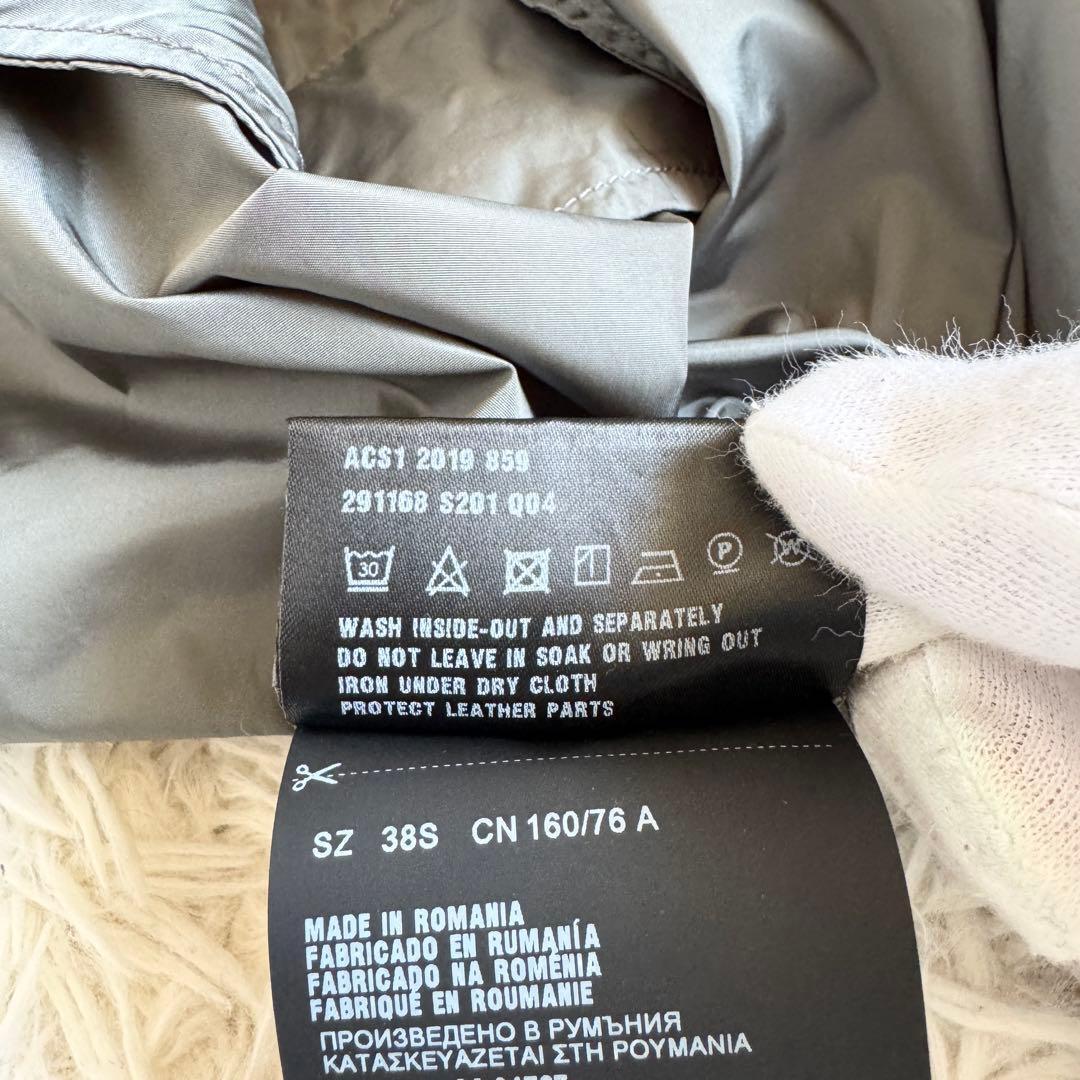 ACS1 2019 859
291168 S201 Q04
30 P W
WASH INSIDE-OUT AND SEPARATELY
DO NOT LEAVE IN SOAK OR WRING OUT
IRON UNDER DRY CLOTH
PROTECT LEATHER PARTS
SZ 38S CN 160/76 A
MADE IN ROMANIA
FABRICADO EN RUMANÍA
FABRICADO NA ROMÉNIA
FABRIQUÉ EN ROUMANIE
ПРОИЗВЕДЕНО В РУМЪНИЯ
ΚΑΤΑΣΚΕΥΑΖΕΤΑΙ ΣΤΗ ΡΟΥΜΑΝΙΑ